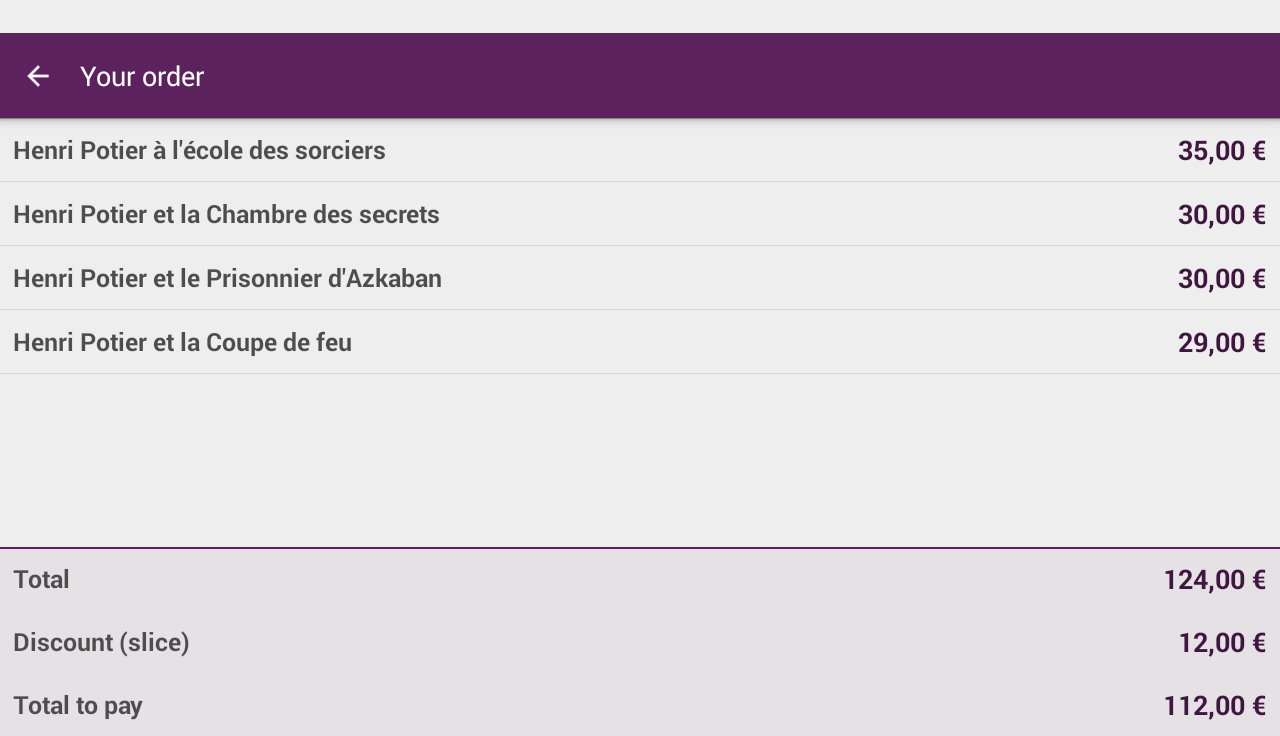 Your order
Henri Potier à l'école des sorciers 35,00 €
Henri Potier et la Chambre des secrets 30,00 €
Henri Potier et le Prisonnier d'Azkaban 30,00 €
Henri Potier et la Coupe de feu 29,00 €
Total 124,00 €
Discount (slice) 12,00 €
Total to pay 112,00 €